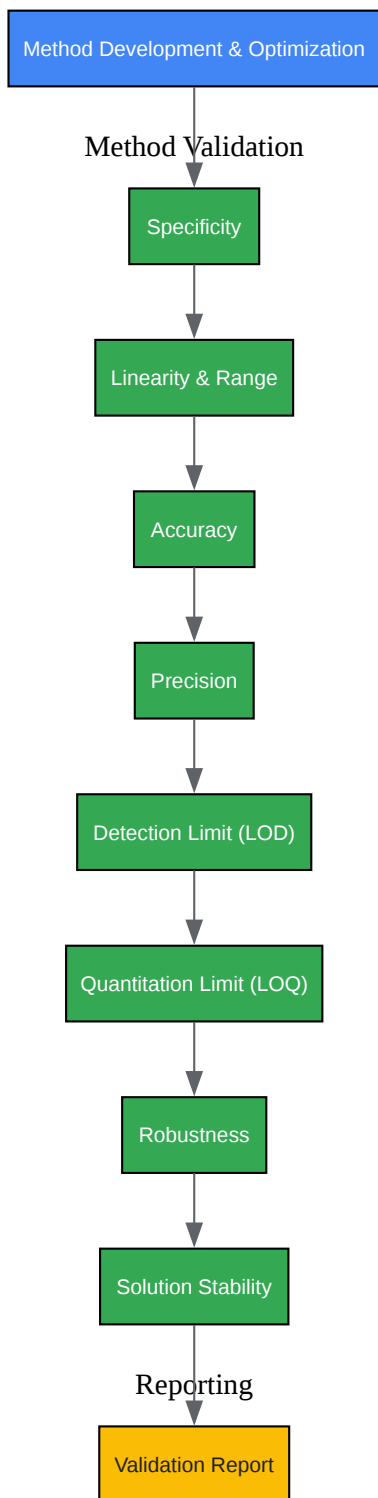 Method Development & Optimization
Method Validation
Specificity
Linearity & Range
Accuracy
Precision
Detection Limit (LOD)
Quantitation Limit (LOQ)
Robustness
Solution Stability
Reporting
Validation Report